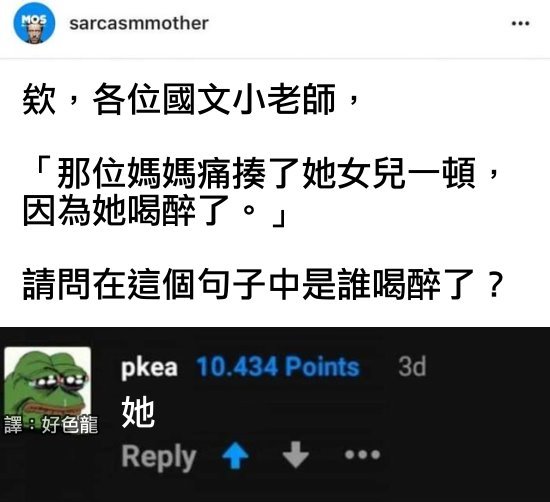 MOS
sarcasmmother
欸，各位國文小老師，
「那位媽媽痛揍了她女兒一頓，
因為她喝醉了。」
請問在這個句子中是誰喝醉了？
pkea 10.434 Points 3d
她
譯：好色龍
Reply